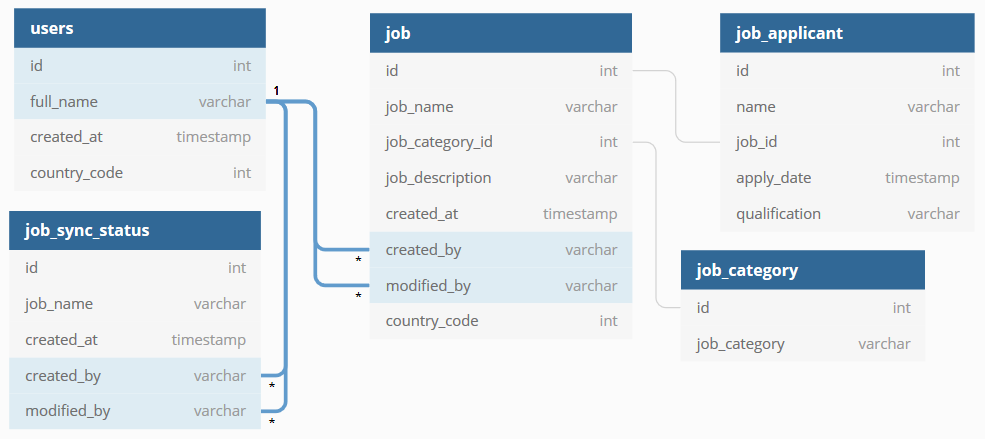 users
id int
full_name varchar
created_at timestamp
country_code int
1
job_sync_status
id int
job_name varchar
created_at timestamp
created_by varchar
*
modified_by varchar
*
job
id int
job_name varchar
job_category_id int
job_description varchar
created_at timestamp
* created_by varchar
* modified_by varchar
country_code int
job_applicant
id int
name varchar
job_id int
apply_date timestamp
qualification varchar
job_category
id int
job_category varchar